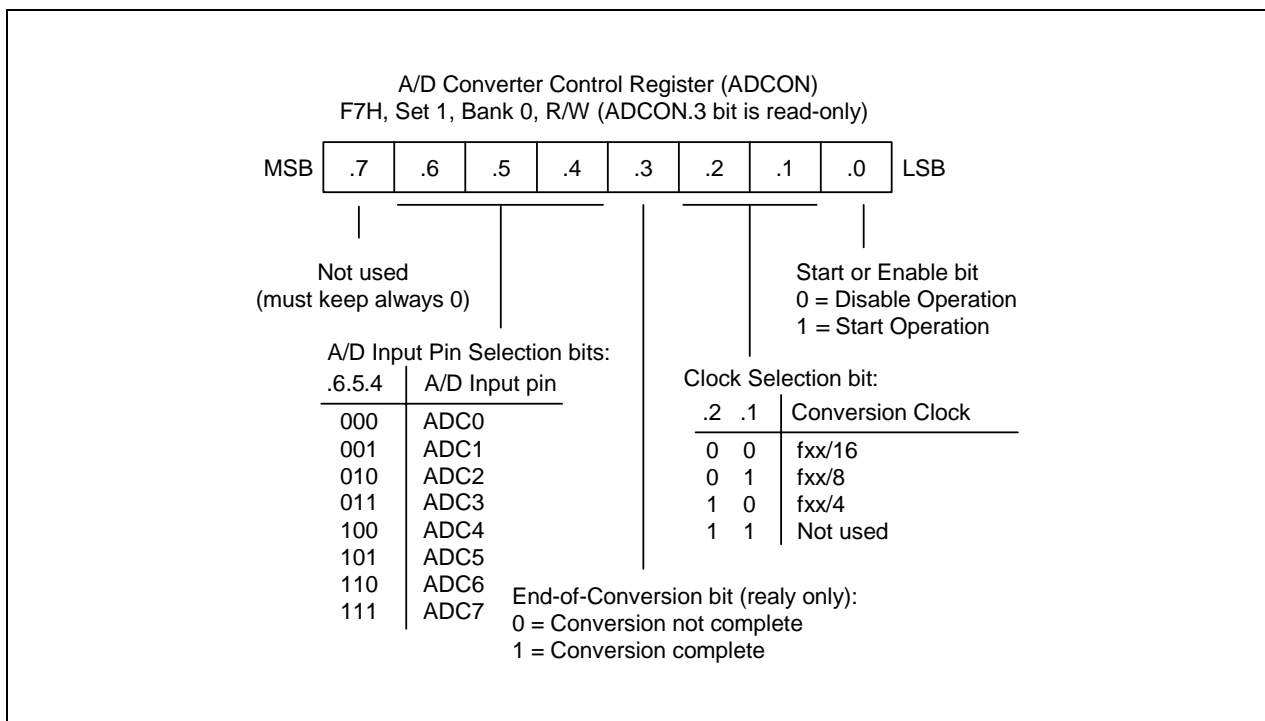 A/D Converter Control Register (ADCON)
F7H, Set 1, Bank 0, R/W (ADCON.3 bit is read-only)
MSB .7 .6 .5 .4 .3 .2 .1 .0 LSB
Not used
(must keep always 0)
Start or Enable bit
0 = Disable Operation
1 = Start Operation
A/D Input Pin Selection bits:
.6.5.4 A/D Input pin
000 ADC0
001 ADC1
010 ADC2
011 ADC3
100 ADC4
101 ADC5
110 ADC6
111 ADC7
Clock Selection bit:
.2 .1 Conversion Clock
0 0 fxx/16
0 1 fxx/8
1 0 fxx/4
1 1 Not used
End-of-Conversion bit (realy only):
0 = Conversion not complete
1 = Conversion complete